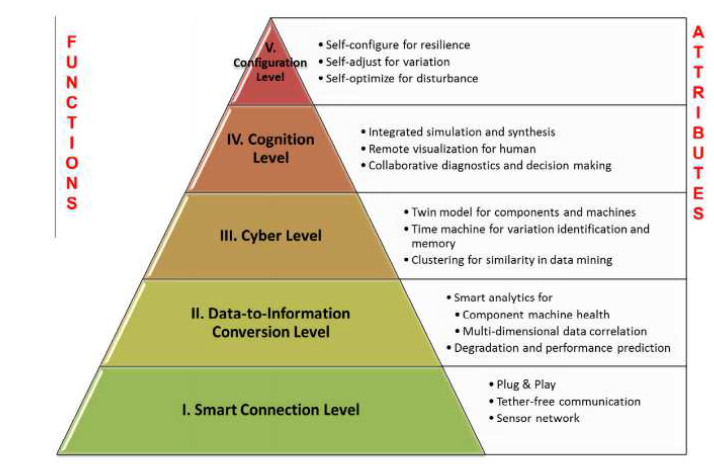 FUNCTIONS
ATTRIBUTES
V.
Configuration
Level
• Self-configure for resilience
• Self-adjust for variation
• Self-optimize for disturbance
IV. Cognition
Level
• Integrated simulation and synthesis
• Remote visualization for human
• Collaborative diagnostics and decision making
III. Cyber Level
• Twin model for components and machines
• Time machine for variation identification and
memory
• Clustering for similarity in data mining
II. Data-to-Information
Conversion Level
• Smart analytics for
• Component machine health
• Multi-dimensional data correlation
• Degradation and performance prediction
I. Smart Connection Level
• Plug & Play
• Tether-free communication
• Sensor network